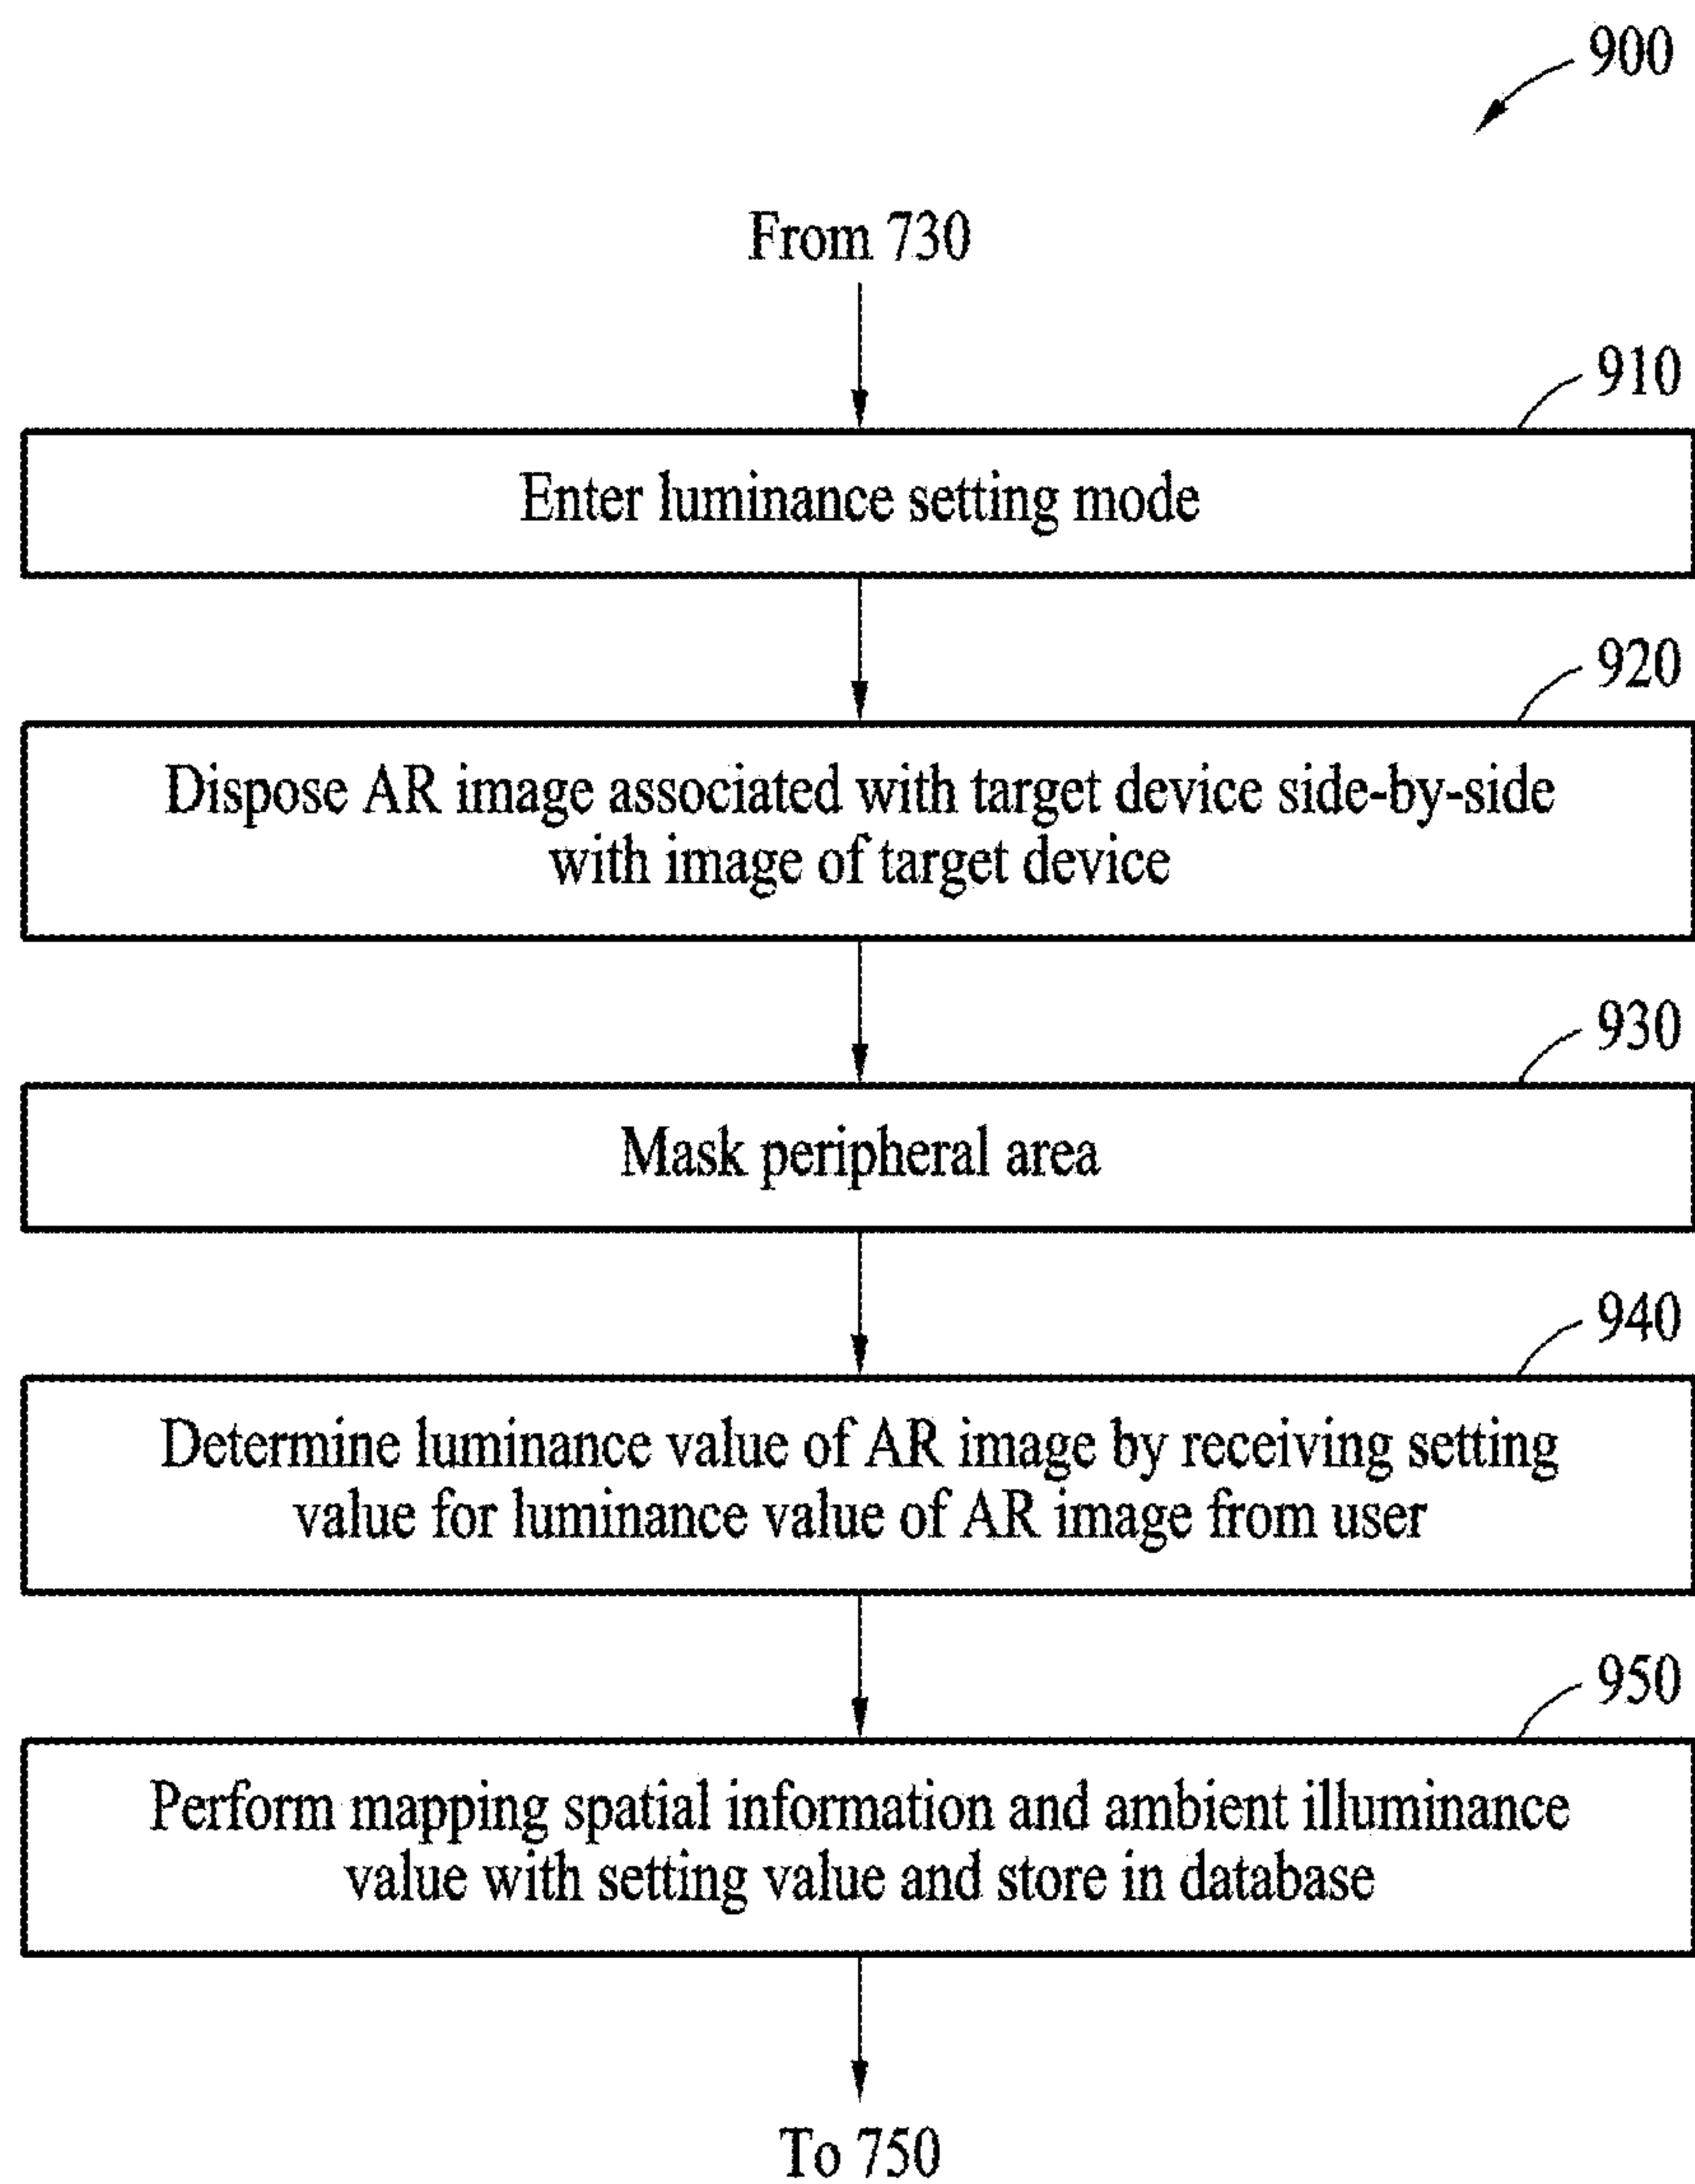 900
From 730
910
Enter luminance setting mode
920
Dispose AR image associated with target device side-by-side
with image of target device
930
Mask peripheral area
940
Determine luminance value of AR image by receiving setting
value for luminance value of AR image from user
950
Perform mapping spatial information and ambient illuminance
value with setting value and store in database
To 750